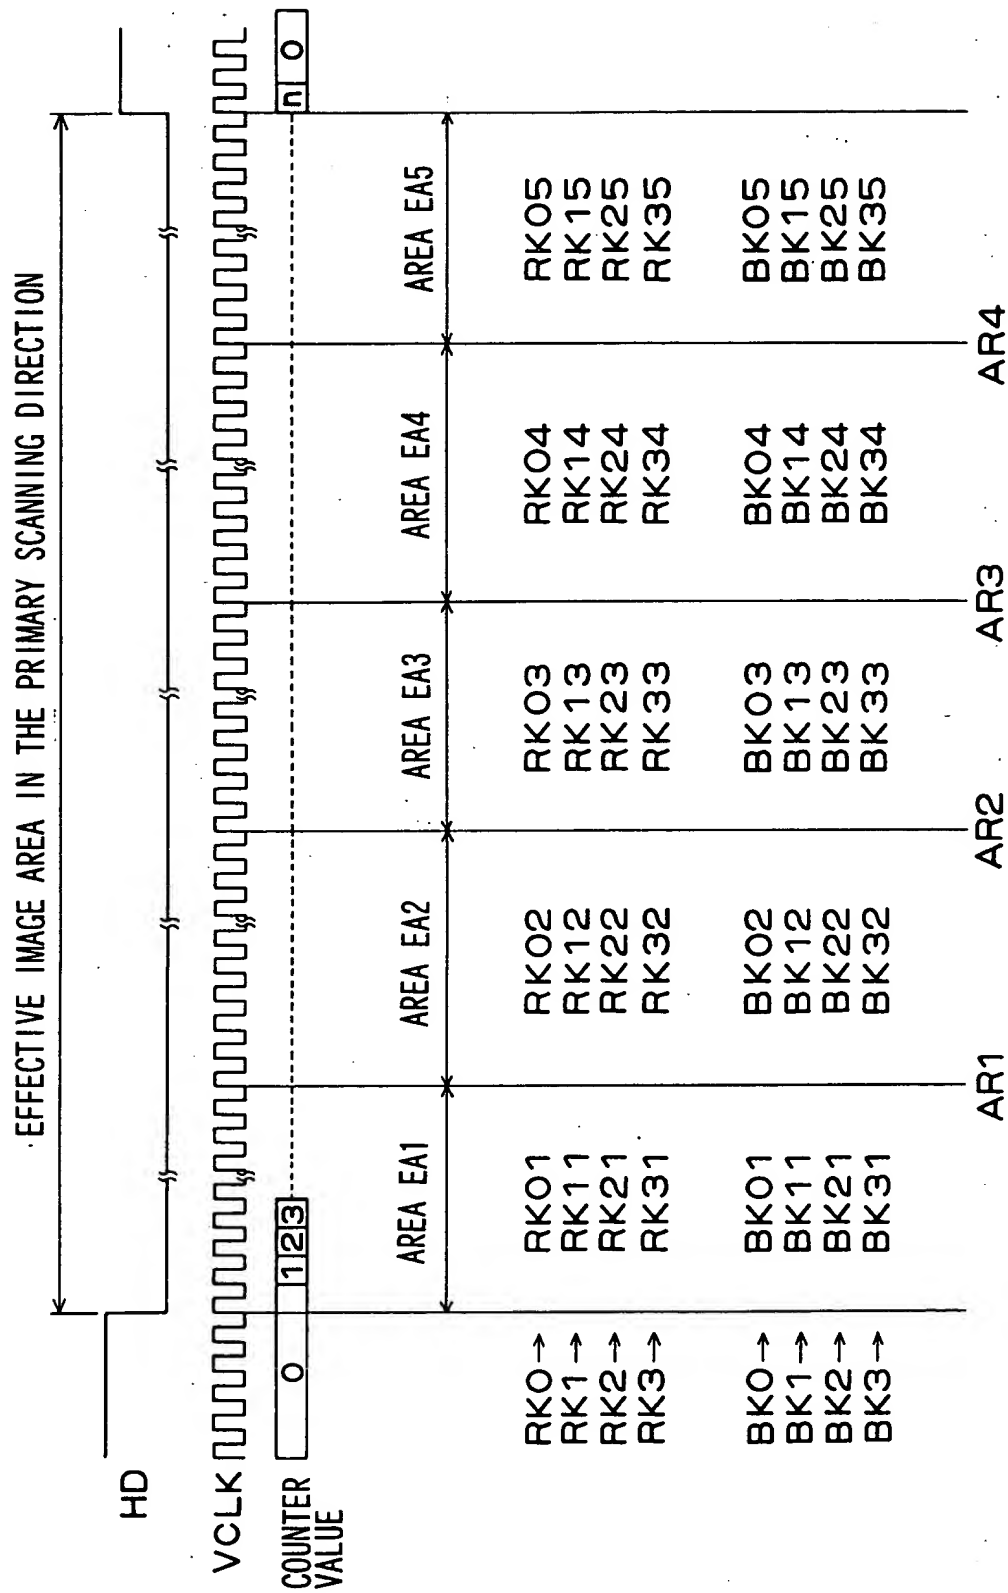 EFFECTIVE IMAGE AREA IN THE PRIMARY SCANNING DIRECTION
HD
VCLK
COUNTER VALUE
0 1 2 3 n 0
AREA EA1 AREA EA2 AREA EA3 AREA EA4 AREA EA5
RK0→ RK01 RK02 RK03 RK04 RK05
RK1→ RK11 RK12 RK13 RK14 RK15
RK2→ RK21 RK22 RK23 RK24 RK25
RK3→ RK31 RK32 RK33 RK34 RK35
BK0→ BK01 BK02 BK03 BK04 BK05
BK1→ BK11 BK12 BK13 BK14 BK15
BK2→ BK21 BK22 BK23 BK24 BK25
BK3→ BK31 BK32 BK33 BK34 BK35
AR1 AR2 AR3 AR4